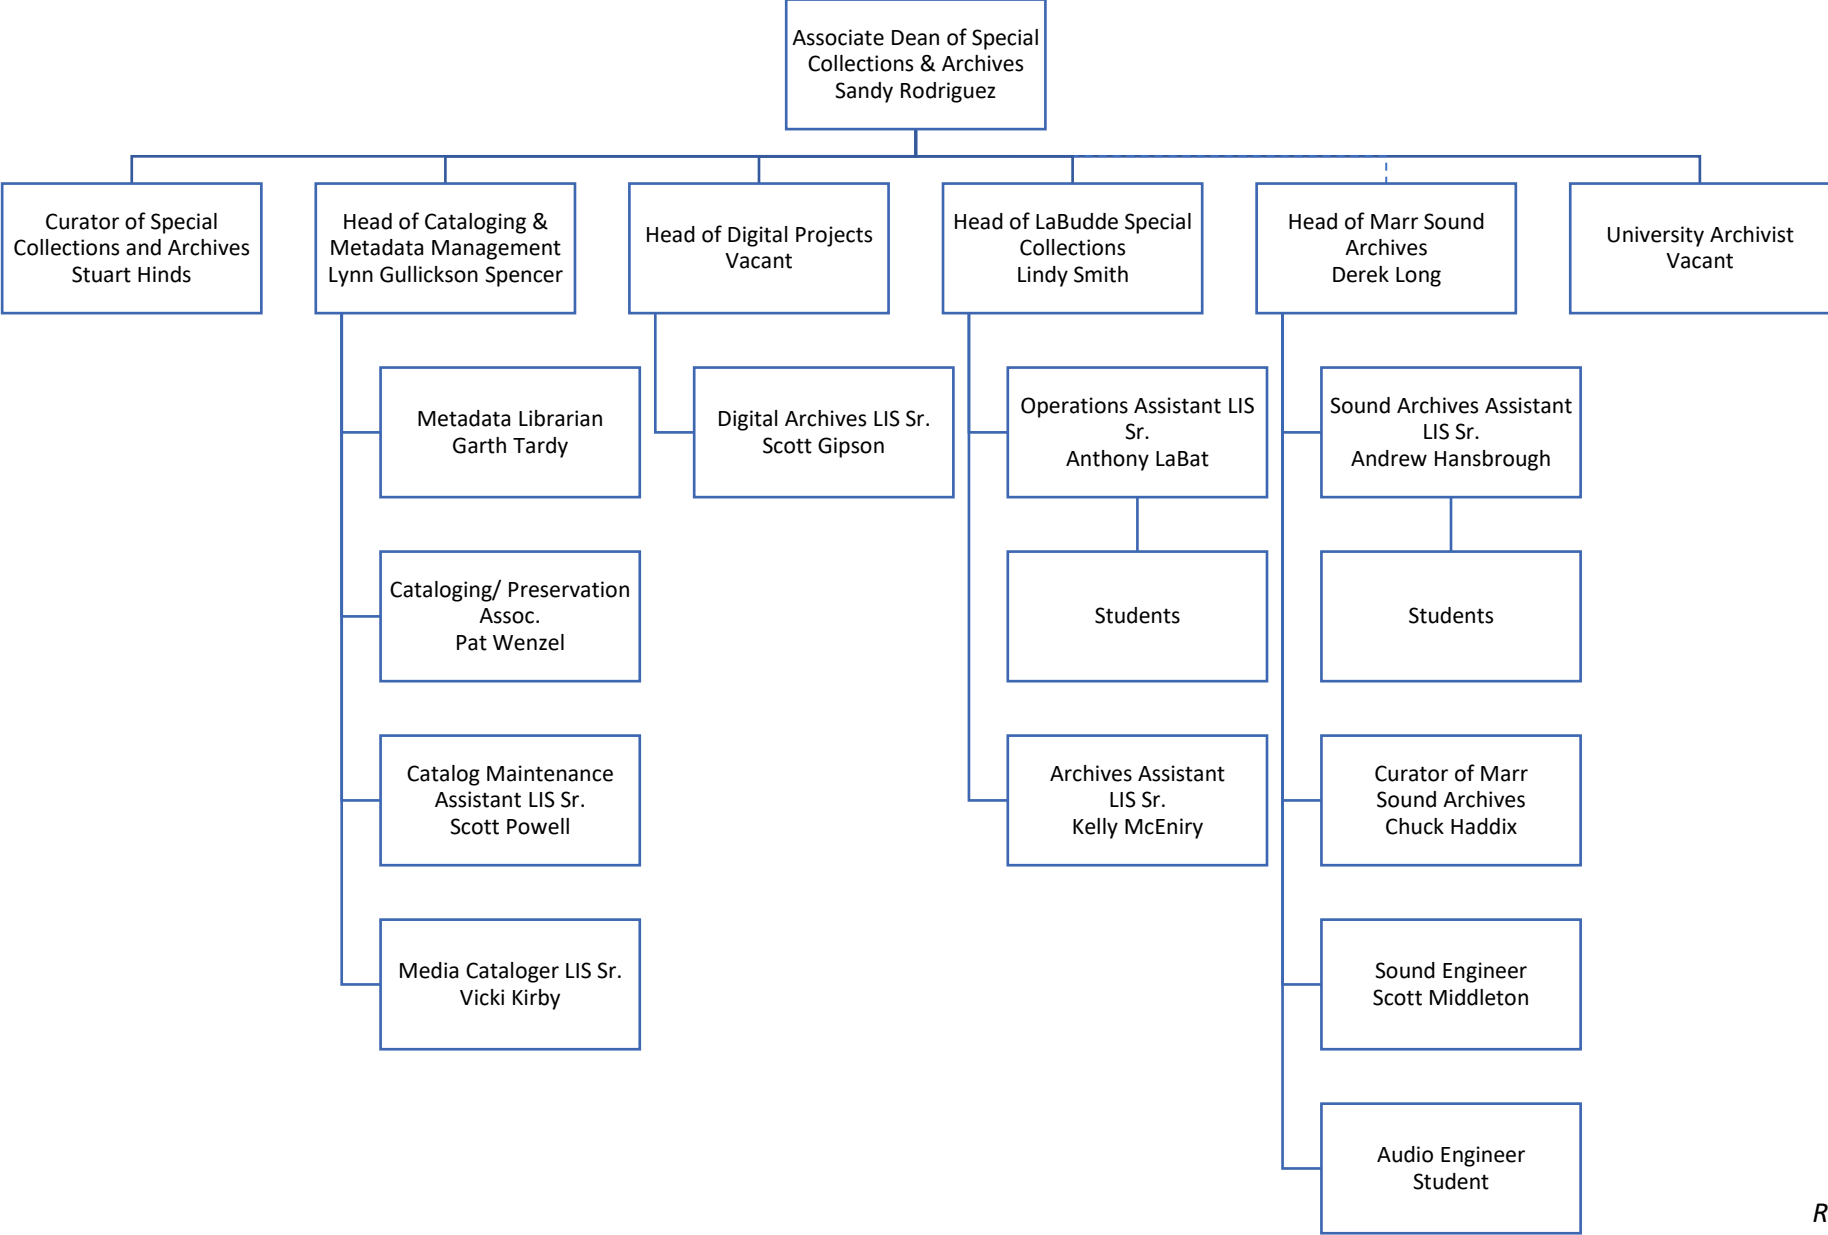 Associate Dean of Special
Collections & Archives
Sandy Rodriguez
Curator of Special
Collections and Archives
Stuart Hinds
Head of Cataloging &
Metadata Management
Lynn Gullickson Spencer
Head of Digital Projects
Vacant
Head of LaBudde Special
Collections
Lindy Smith
Head of Marr Sound
Archives
Derek Long
University Archivist
Vacant
Metadata Librarian
Garth Tardy
Digital Archives LIS Sr.
Scott Gipson
Operations Assistant LIS
Sr.
Anthony LaBat
Sound Archives Assistant
LIS Sr.
Andrew Hansbrough
Cataloging/ Preservation
Assoc.
Pat Wenzel
Students
Students
Catalog Maintenance
Assistant LIS Sr.
Scott Powell
Archives Assistant
LIS Sr.
Kelly McEniry
Curator of Marr
Sound Archives
Chuck Haddix
Media Cataloger LIS Sr.
Vicki Kirby
Sound Engineer
Scott Middleton
Audio Engineer
Student
R